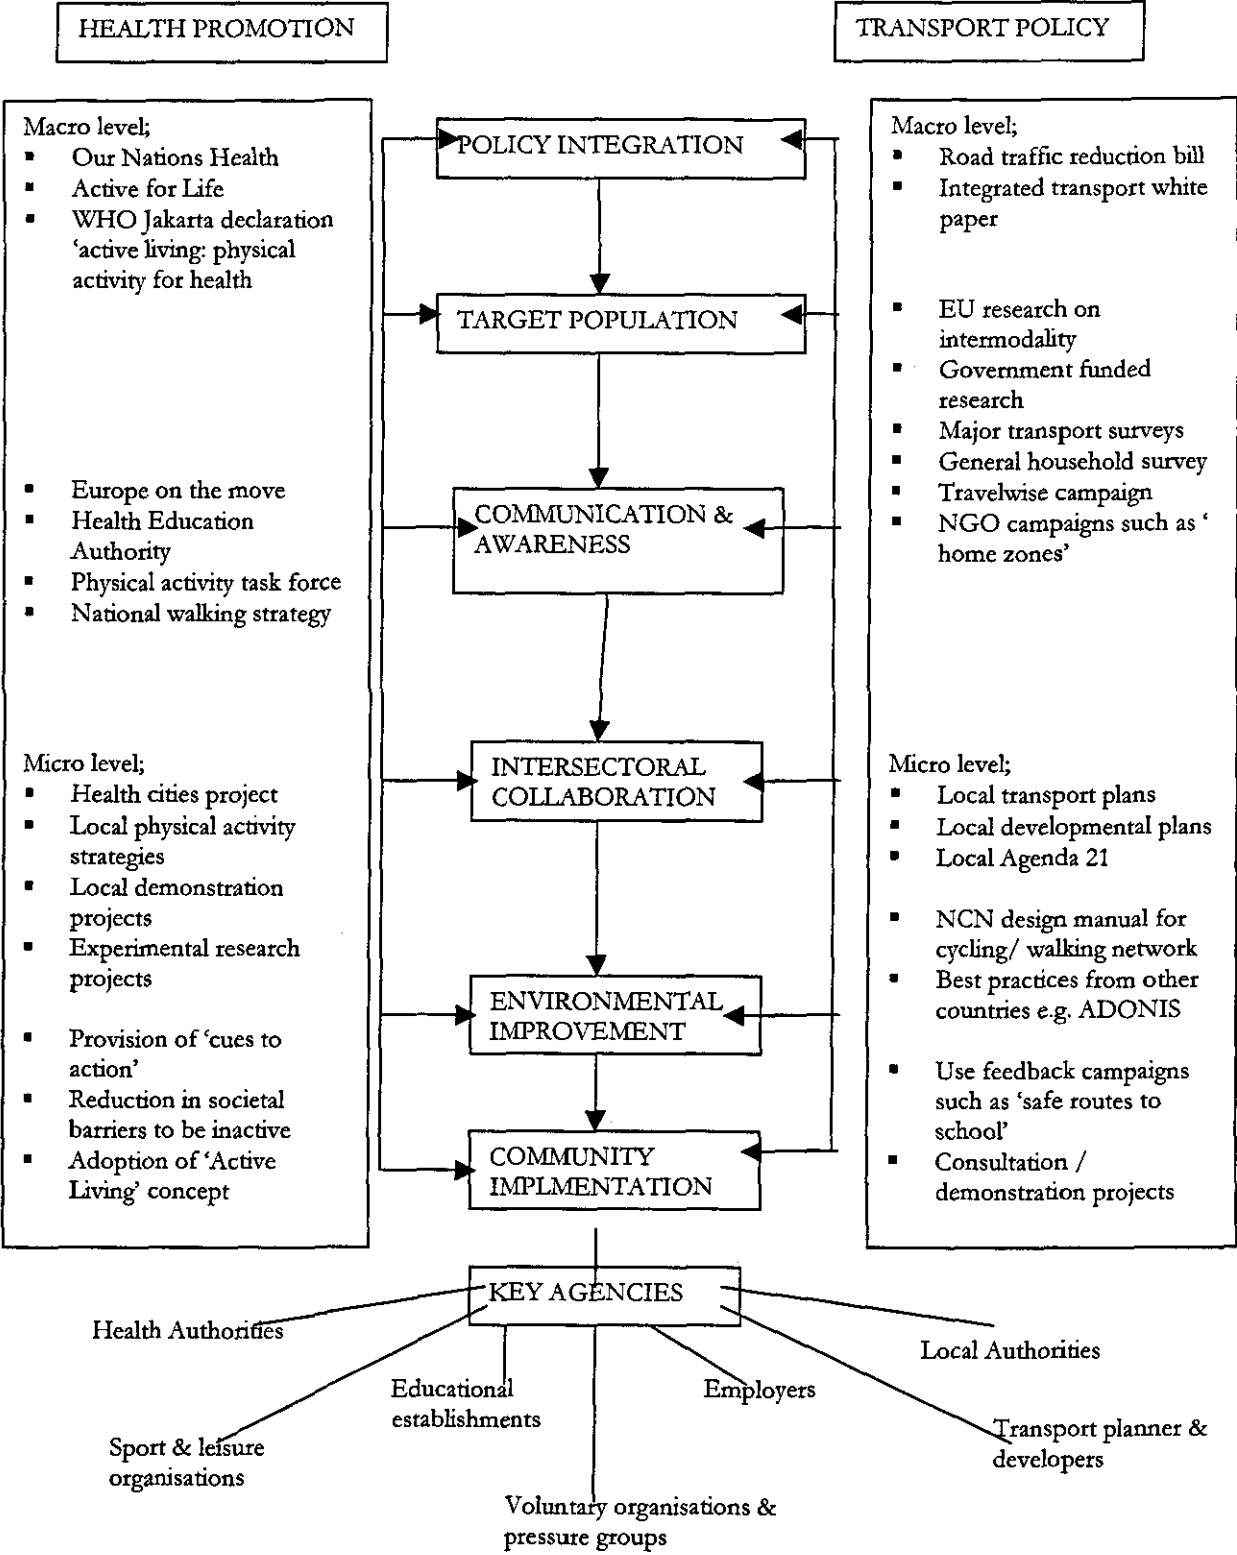 HEALTH PROMOTION
TRANSPORT POLICY
Macro level;
▪ Our Nations Health
▪ Active for Life
▪ WHO Jakarta declaration
‘active living: physical
activity for health
▪ Europe on the move
▪ Health Education
Authority
▪ Physical activity task force
▪ National walking strategy
Micro level;
▪ Health cities project
▪ Local physical activity
strategies
▪ Local demonstration
projects
▪ Experimental research
projects
▪ Provision of ‘cues to
action’
▪ Reduction in societal
barriers to be inactive
▪ Adoption of ‘Active
Living’ concept
POLICY INTEGRATION
TARGET POPULATION
COMMUNICATION &
AWARENESS
INTERSECTORAL
COLLABORATION
ENVIRONMENTAL
IMPROVEMENT
COMMUNITY
IMPLMENTATION
Macro level;
▪ Road traffic reduction bill
▪ Integrated transport white
paper
▪ EU research on
intermodality
▪ Government funded
research
▪ Major transport surveys
▪ General household survey
▪ Travelwise campaign
▪ NGO campaigns such as ‘
home zones’
Micro level;
▪ Local transport plans
▪ Local developmental plans
▪ Local Agenda 21
▪ NCN design manual for
cycling/ walking network
▪ Best practices from other
countries e.g. ADONIS
▪ Use feedback campaigns
such as ‘safe routes to
school’
▪ Consultation /
demonstration projects
KEY AGENCIES
Health Authorities
Local Authorities
Educational
establishments
Employers
Sport & leisure
organisations
Transport planner &
developers
Voluntary organisations &
pressure groups